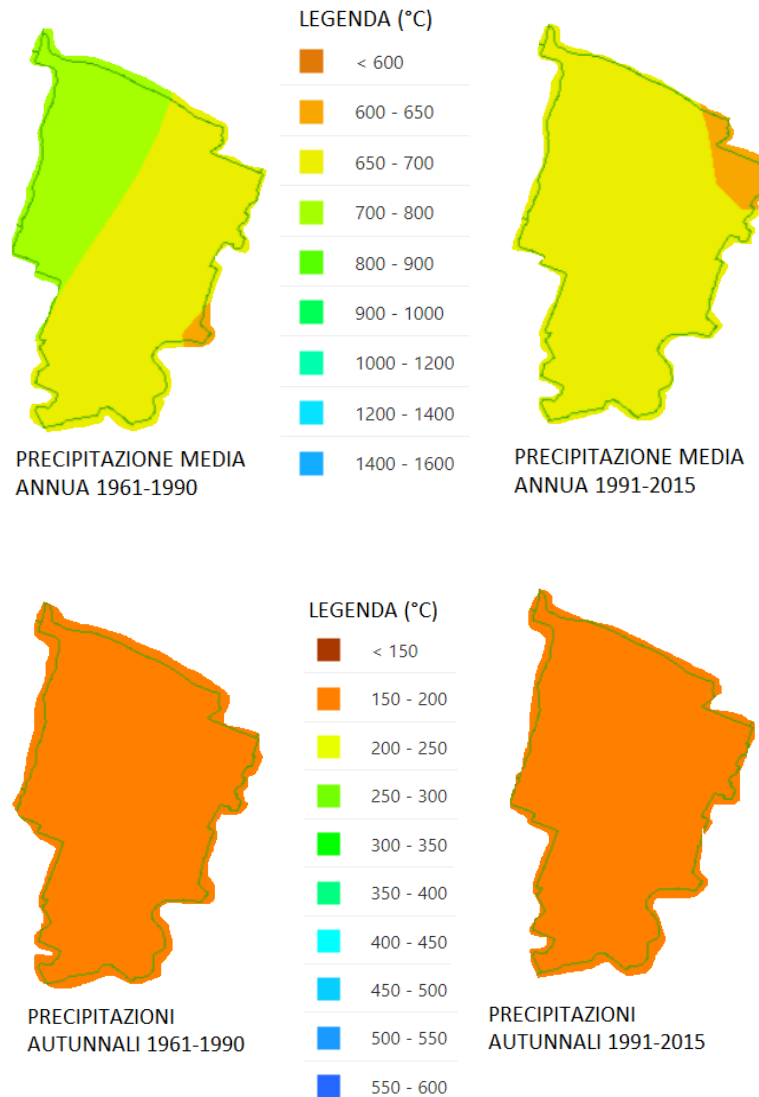 LEGENDA (°C)
< 600
600 - 650
650 - 700
700 - 800
800 - 900
900 - 1000
1000 - 1200
1200 - 1400
1400 - 1600
PRECIPITAZIONE MEDIA
ANNUA 1961-1990
PRECIPITAZIONE MEDIA
ANNUA 1991-2015
LEGENDA (°C)
< 150
150 - 200
200 - 250
250 - 300
300 - 350
350 - 400
400 - 450
450 - 500
500 - 550
550 - 600
PRECIPITAZIONI
AUTUNNALI 1961-1990
PRECIPITAZIONI
AUTUNNALI 1991-2015